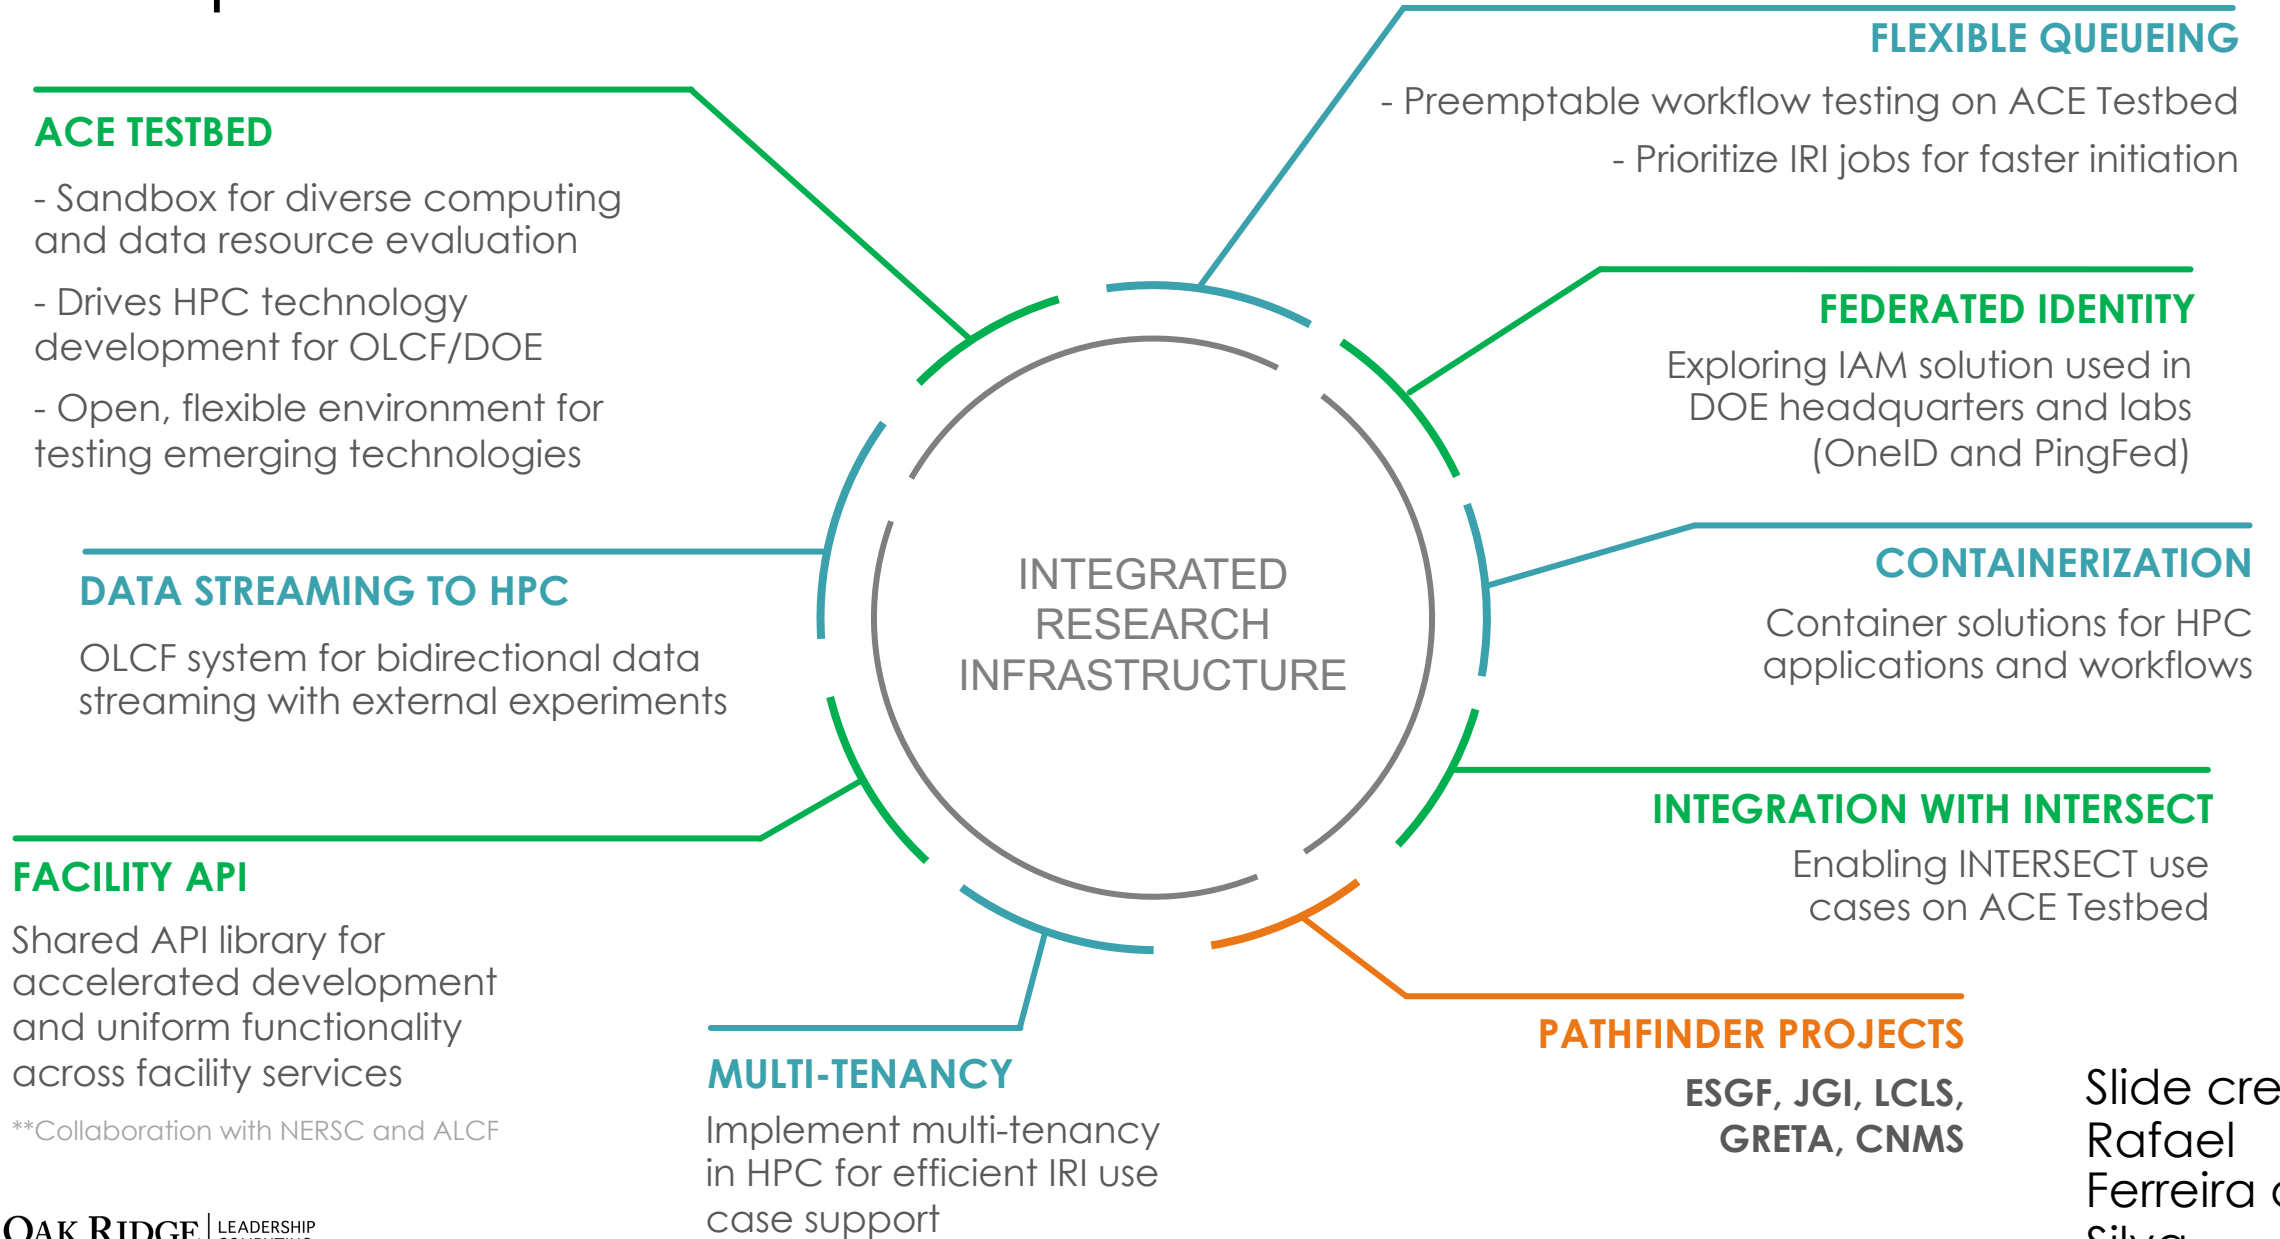 ACE TESTBED
- Sandbox for diverse computing
and data resource evaluation
- Drives HPC technology
development for OLCF/DOE
- Open, flexible environment for
testing emerging technologies
DATA STREAMING TO HPC
OLCF system for bidirectional data
streaming with external experiments
FACILITY API
Shared API library for
accelerated development
and uniform functionality
across facility services
**Collaboration with NERSC and ALCF
MULTI-TENANCY
Implement multi-tenancy
in HPC for efficient IRI use
case support
INTEGRATED
RESEARCH
INFRASTRUCTURE
FLEXIBLE QUEUEING
- Preemptable workflow testing on ACE Testbed
- Prioritize IRI jobs for faster initiation
FEDERATED IDENTITY
Exploring IAM solution used in
DOE headquarters and labs
(OneID and PingFed)
CONTAINERIZATION
Container solutions for HPC
applications and workflows
INTEGRATION WITH INTERSECT
Enabling INTERSECT use
cases on ACE Testbed
PATHFINDER PROJECTS
ESGF, JGI, LCLS,
GRETA, CNMS
Slide cre
Rafael
Ferreira
Silva
OAK RIDGE
LEADERSHIP
COMPUTING